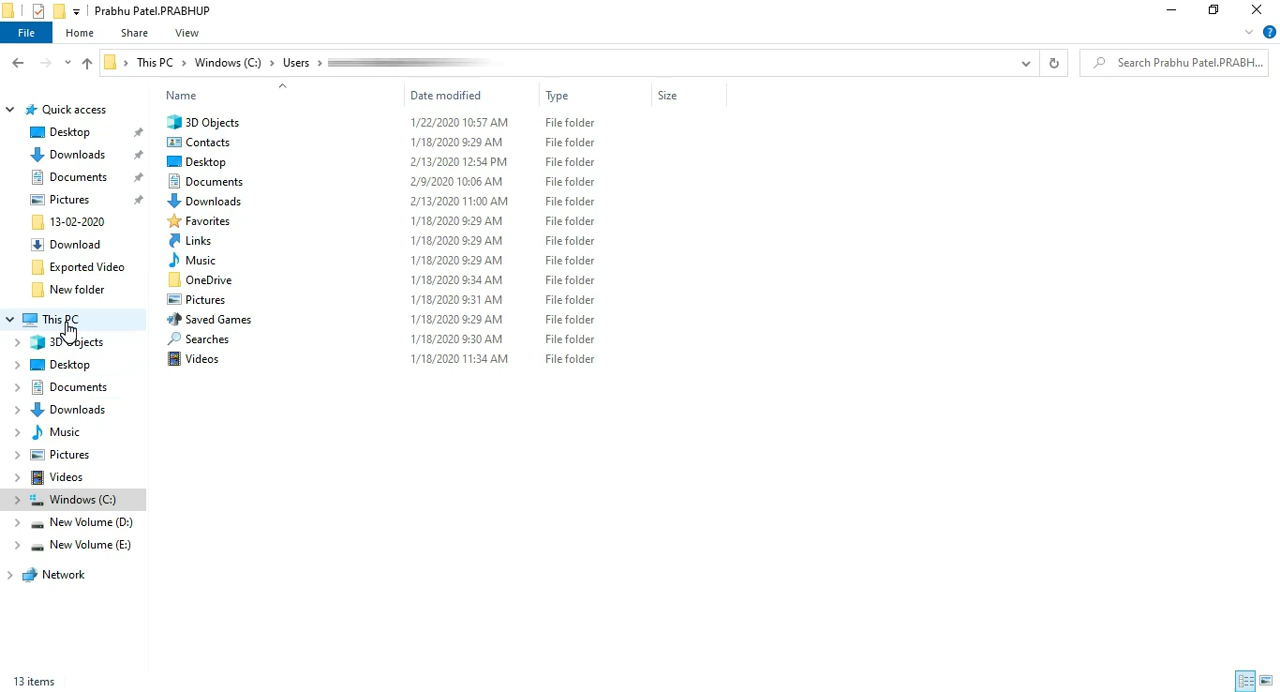 Prabhu Patel.PRABHUP
File Home Share View
This PC Windows (C:) Users
Search Prabhu Patel.PRABH...
Name Date modified Type Size
Quick access
Desktop
Downloads
Documents
Pictures
13-02-2020
Download
Exported Video
New folder
This PC
3D Objects
Desktop
Documents
Downloads
Music
Pictures
Videos
Windows (C:)
New Volume (D:)
New Volume (E:)
Network
3D Objects 1/22/2020 10:57 AM File folder
Contacts 1/18/2020 9:29 AM File folder
Desktop 2/13/2020 12:54 PM File folder
Documents 2/9/2020 10:06 AM File folder
Downloads 2/13/2020 11:00 AM File folder
Favorites 1/18/2020 9:29 AM File folder
Links 1/18/2020 9:29 AM File folder
Music 1/18/2020 9:29 AM File folder
OneDrive 1/18/2020 9:34 AM File folder
Pictures 1/18/2020 9:31 AM File folder
Saved Games 1/18/2020 9:29 AM File folder
Searches 1/18/2020 9:30 AM File folder
Videos 1/18/2020 11:34 AM File folder
13 items